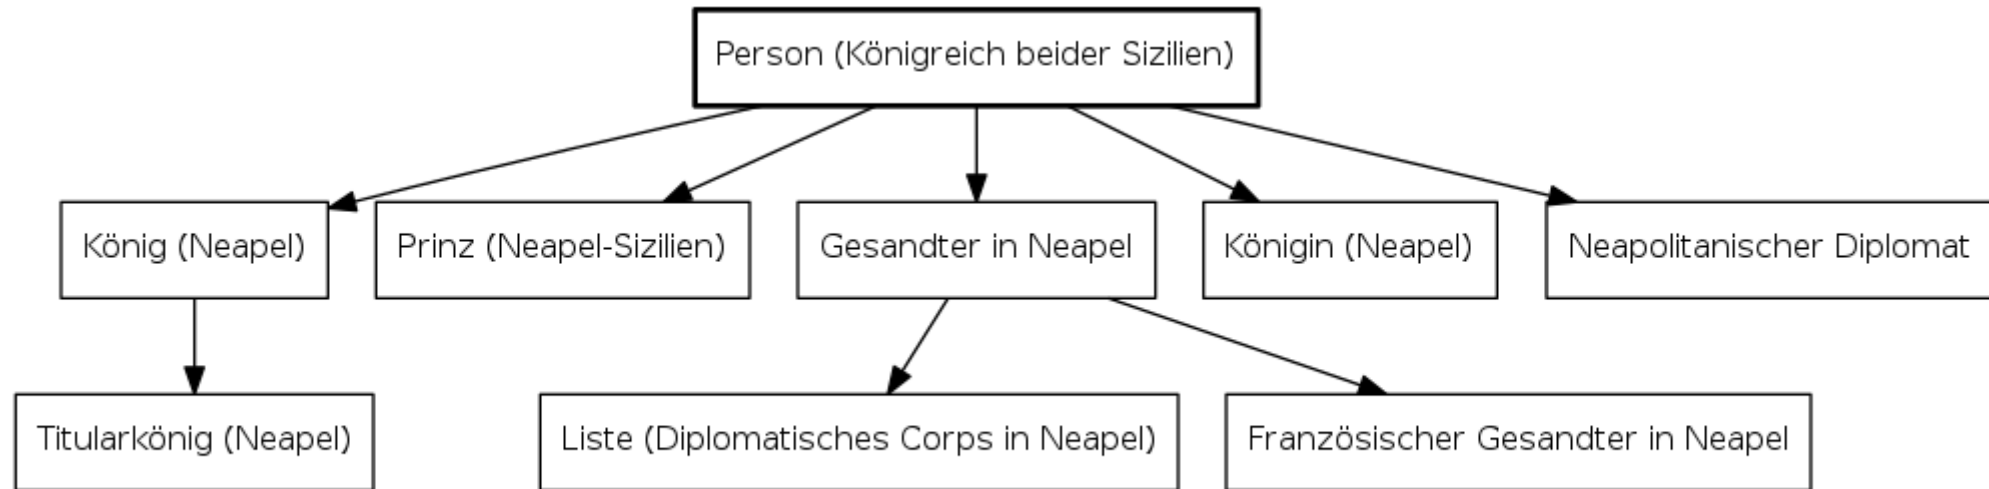 Person (Königreich beider Sizilien)
König (Neapel)
Prinz (Neapel-Sizilien)
Gesandter in Neapel
Königin (Neapel)
Neapolitanischer Diplomat
Titularkönig (Neapel)
Liste (Diplomatisches Corps in Neapel)
Französischer Gesandter in Neapel